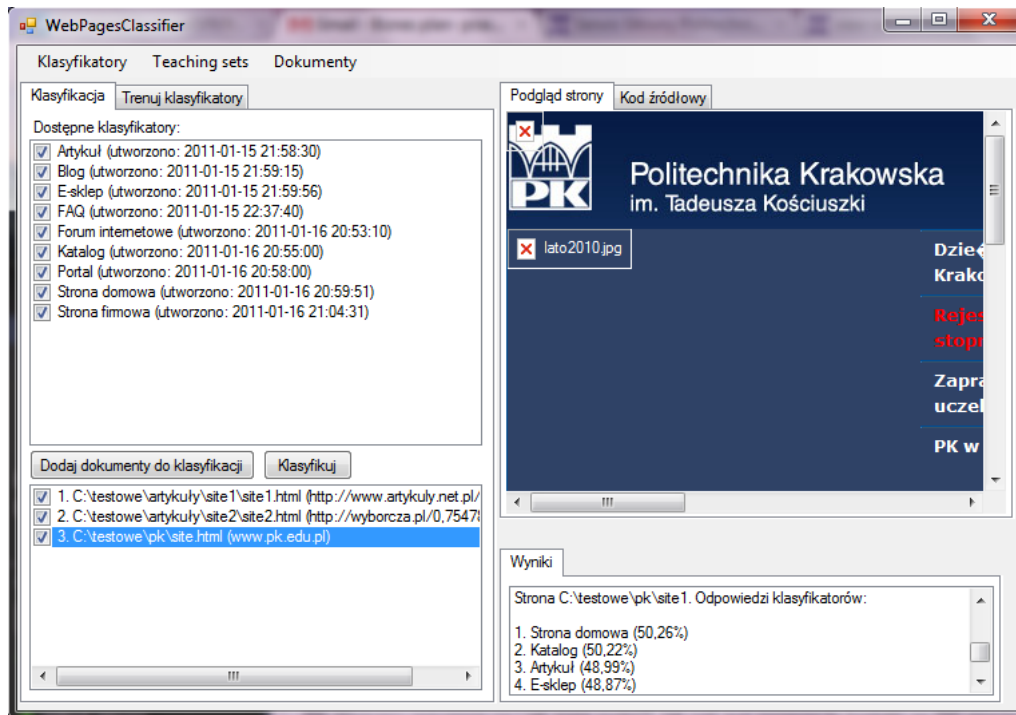 WebPagesClassifier
Klasyfikatory Teaching sets Dokumenty
Klasyfikacja Trenuj klasyfikatory
Dostępne klasyfikatory:
Artykuł (utworzono: 2011-01-15 21:58:30)
Blog (utworzono: 2011-01-15 21:59:15)
E-sklep (utworzono: 2011-01-15 21:59:56)
FAQ (utworzono: 2011-01-15 22:37:40)
Forum internetowe (utworzono: 2011-01-16 20:53:10)
Katalog (utworzono: 2011-01-16 20:55:00)
Portal (utworzono: 2011-01-16 20:58:00)
Strona domowa (utworzono: 2011-01-16 20:59:51)
Strona firmowa (utworzono: 2011-01-16 21:04:31)
Dodaj dokumenty do klasyfikacji Klasyfikuj
1. C:\testowe\artykuły\site1\site1.html (http://www.artykuly.net.pl/
2. C:\testowe\artykuły\site2\site2.html (http://wyborcza.pl/0,7547
3. C:\testowe\pk\site.html (www.pk.edu.pl)
Podgląd strony Kod źródłowy
PK
Politechnika Krakowska
im. Tadeusza Kościuszki
lato2010.jpg
Dzie�
Krako
Rejes
stopn
Zapra
uczel
PK w
Wyniki
Strona C:\testowe\pk\site1. Odpowiedzi klasyfikatorów:
1. Strona domowa (50,26%)
2. Katalog (50,22%)
3. Artykuł (48,99%)
4. E-sklep (48,87%)